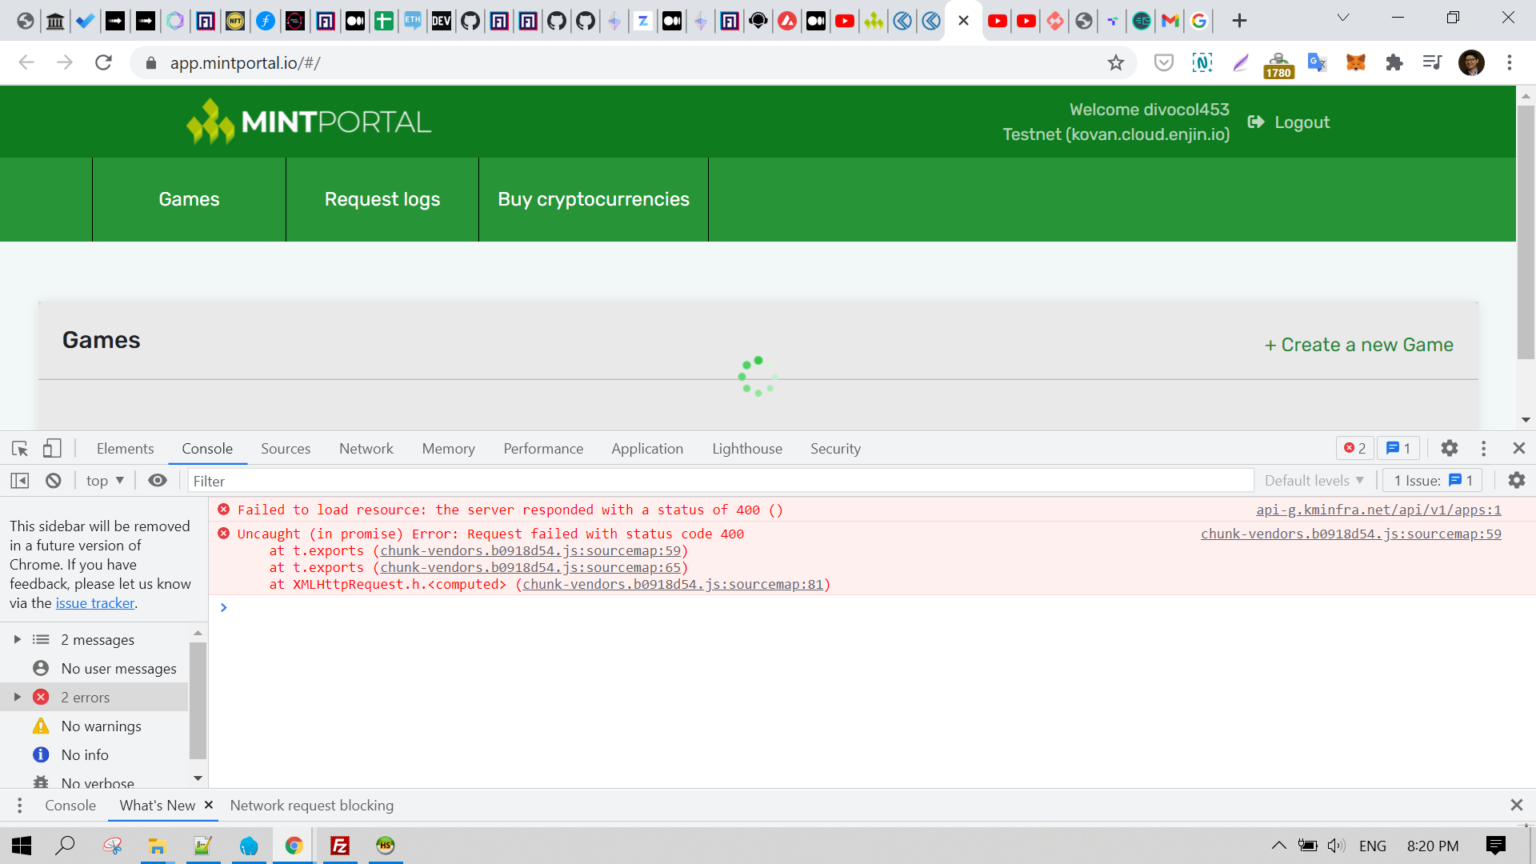 app.mintportal.io/#/
1780
MINTPORTAL
Welcome divocol453
Testnet (kovan.cloud.enjin.io)
Logout
Games
Request logs
Buy cryptocurrencies
Games
+ Create a new Game
Elements
Console
Sources
Network
Memory
Performance
Application
Lighthouse
Security
2
1
top
Filter
Default levels
1 Issue: 1
This sidebar will be removed
in a future version of
Chrome. If you have
feedback, please let us know
via the issue tracker.
2 messages
No user messages
2 errors
No warnings
No info
No verbose
Failed to load resource: the server responded with a status of 400 ()
api-g.kminfra.net/api/v1/apps:1
Uncaught (in promise) Error: Request failed with status code 400
chunk-vendors.b0918d54.js:sourcemap:59
at t.exports (chunk-vendors.b0918d54.js:sourcemap:59)
at t.exports (chunk-vendors.b0918d54.js:sourcemap:65)
at XMLHttpRequest.h.<computed> (chunk-vendors.b0918d54.js:sourcemap:81)
Console
What's New
Network request blocking
ENG
8:20 PM